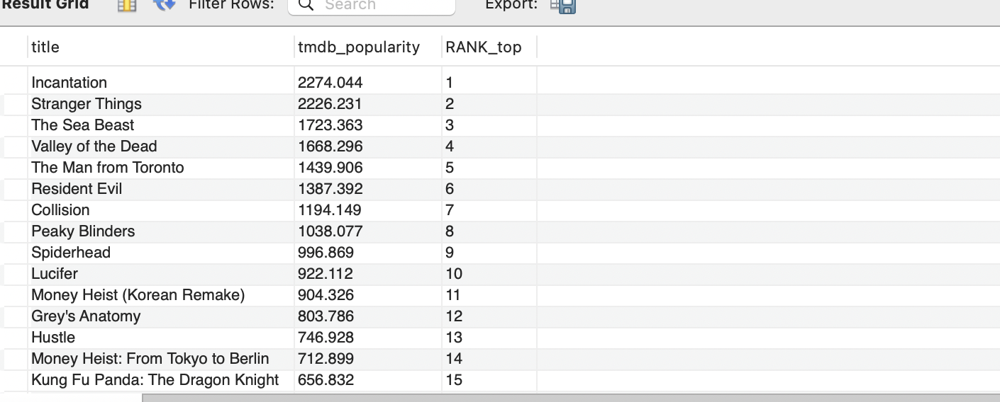 Result Grid Filter Rows: Search Export:
title tmdb_popularity RANK_top
Incantation 2274.044 1
Stranger Things 2226.231 2
The Sea Beast 1723.363 3
Valley of the Dead 1668.296 4
The Man from Toronto 1439.906 5
Resident Evil 1387.392 6
Collision 1194.149 7
Peaky Blinders 1038.077 8
Spiderhead 996.869 9
Lucifer 922.112 10
Money Heist (Korean Remake) 904.326 11
Grey's Anatomy 803.786 12
Hustle 746.928 13
Money Heist: From Tokyo to Berlin 712.899 14
Kung Fu Panda: The Dragon Knight 656.832 15